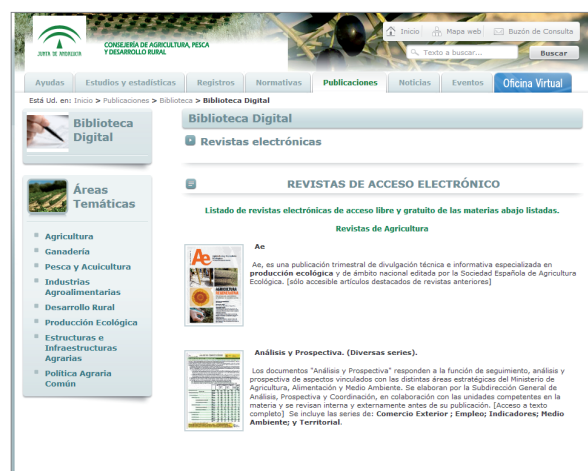 Inicio
Mapa web
Buzón de Consulta
JUNTA DE ANDALUCIA
CONSEJERÍA DE AGRICULTURA, PESCA
Y DESARROLLO RURAL
Texto a buscar...
Buscar
Ayudas
Estudios y estadísticas
Registros
Normativas
Publicaciones
Noticias
Eventos
Oficina Virtual
Está Ud. en: Inicio > Publicaciones > Biblioteca > Biblioteca Digital
Biblioteca
Digital
Áreas
Temáticas
Agricultura
Ganadería
Pesca y Acuicultura
Industrias
Agroalimentarias
Desarrollo Rural
Producción Ecológica
Estructuras e
Infraestructuras
Agrarias
Política Agraria
Común
Biblioteca Digital
Revistas electrónicas
REVISTAS DE ACCESO ELECTRÓNICO
Listado de revistas electrónicas de acceso libre y gratuito de las materias abajo listadas.
Revistas de Agricultura
Ae
Ae
Ae, es una publicación trimestral de divulgación técnica e informativa especializada en
producción ecológica y de ámbito nacional editada por la Sociedad Española de Agricultura
Ecológica. [sólo accesible artículos destacados de revistas anteriores]
Análisis y Prospectiva. (Diversas series).
Los documentos "Análisis y Prospectiva" responden a la función de seguimiento, análisis y
prospectiva de aspectos vinculados con las distintas áreas estratégicas del Ministerio de
Agricultura, Alimentación y Medio Ambiente. Se elaboran por la Subdirección General de
Análisis, Prospectiva y Coordinación, en colaboración con las unidades competentes en la
materia y se revisan interna y externamente antes de su publicación. [Acceso a texto
completo] Se incluye las series de: Comercio Exterior ; Empleo; Indicadores; Medio
Ambiente; y Territorial.